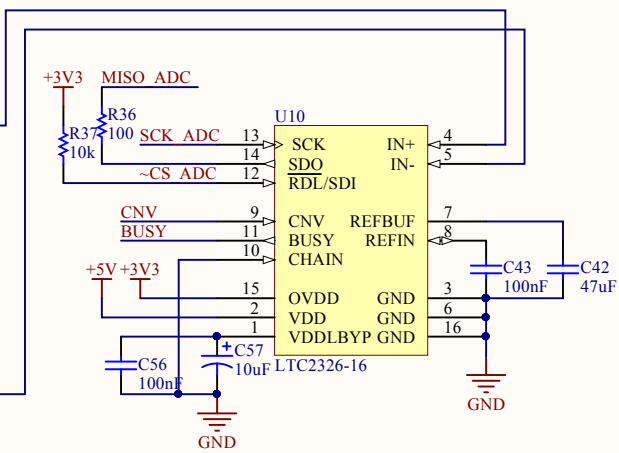 +3V3 MISO_ADC
U10
R36
100
R37
10k
SCK_ADC 13 SCK IN+ 4
14 SDO IN- 5
~CS_ADC 12 RDL/SDI
CNV 9 CNV REFBUF 7
BUSY 11 BUSY REFIN 8
10 CHAIN
+5V +3V3
C43
100nF
C42
47uF
15 OVDD GND 3
2 VDD GND 6
1 VDDLBYP GND 16
C56
100nF
+ C57
10uF
LTC2326-16
GND
GND